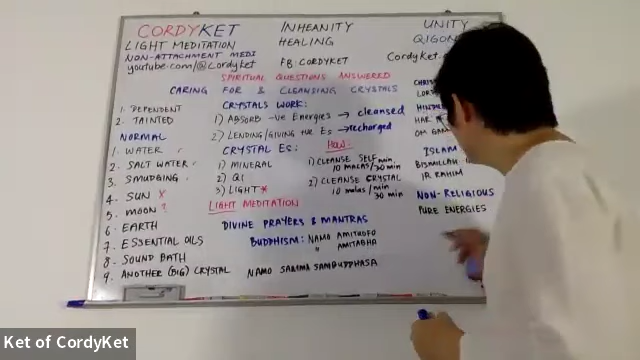 CORDYKET INHEANITY UNITY
LIGHT MEDITATION HEALING QIGONG
NON-ATTACHMENT MEDI
youtube.com/@Cordyket FB: CORDYKET Cordyket.
SPIRITUAL QUESTIONS ANSWERED
CARING FOR & CLEANSING CRYSTALS
1. DEPENDENT
2. TAINTED
NORMAL
1. WATER
2. SALT WATER
3. SMUDGING
4. SUN X
5. MOON ?
6. EARTH
7. ESSENTIAL OILS
8. SOUND BATH
9. ANOTHER (BIG) CRYSTAL
CRYSTALS WORK:
1) ABSORB -ve Energies → cleansed
2) LENDING/GIVING +ve Es → recharged
CRYSTAL Es:
1) MINERAL
2) QI
3) LIGHT *
LIGHT MEDITATION
HOW:
1) CLEANSE SELF
10 MALAS/30 min
2) CLEANSE CRYSTAL
10 malas/30 min
DIVINE PRAYERS & MANTRAS
BUDDHISM: NAMO AMITUOFO
" AMITABHA
NAMO SAMMA SAMBUDDHASA
HAR
OM
ISLAM
BISMILLAH
IR RAHIM
NON-RELIGIOUS
PURE ENERGIES
Ket of CordyKet